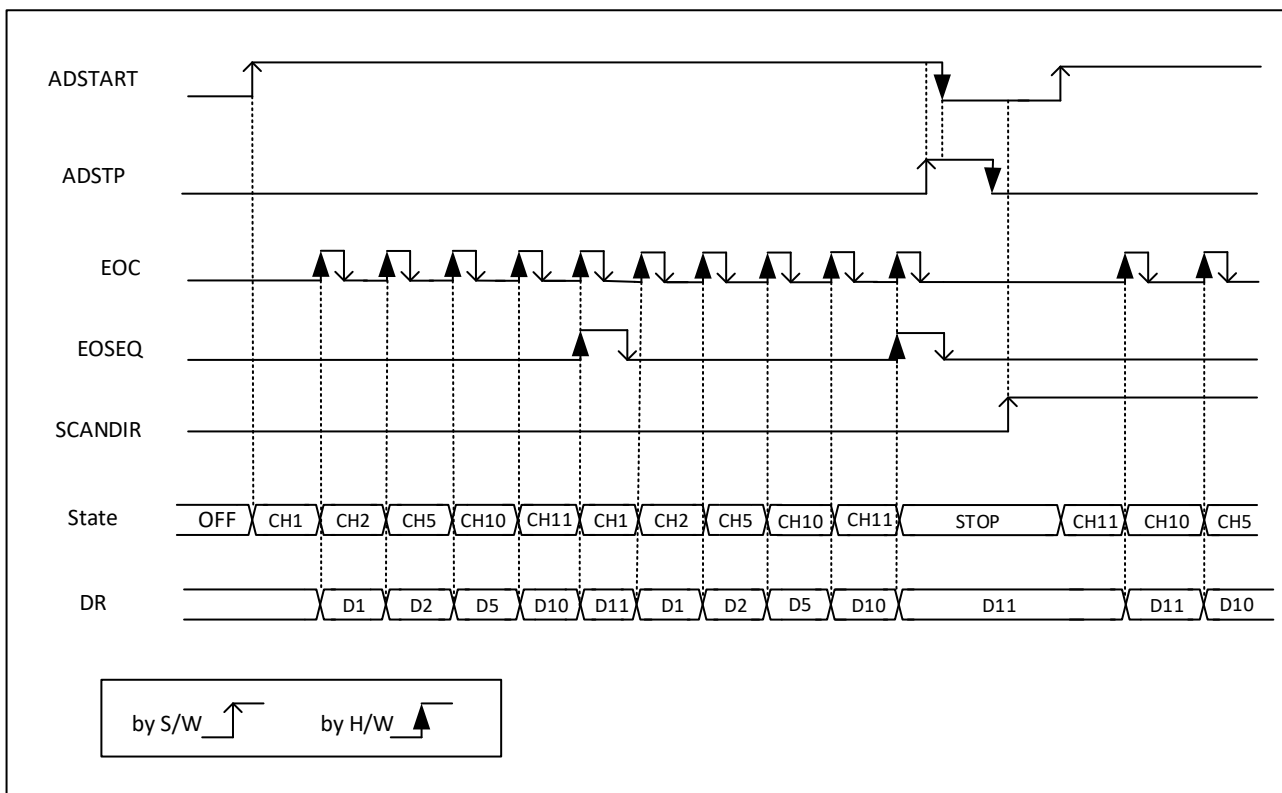 ADSTART
ADSTP
EOC
EOSEQ
SCANDIR
State OFF CH1 CH2 CH5 CH10 CH11 CH1 CH2 CH5 CH10 CH11 STOP CH11 CH10 CH5
DR D1 D2 D5 D10 D11 D1 D2 D5 D10 D11 D11 D10
by S/W by H/W